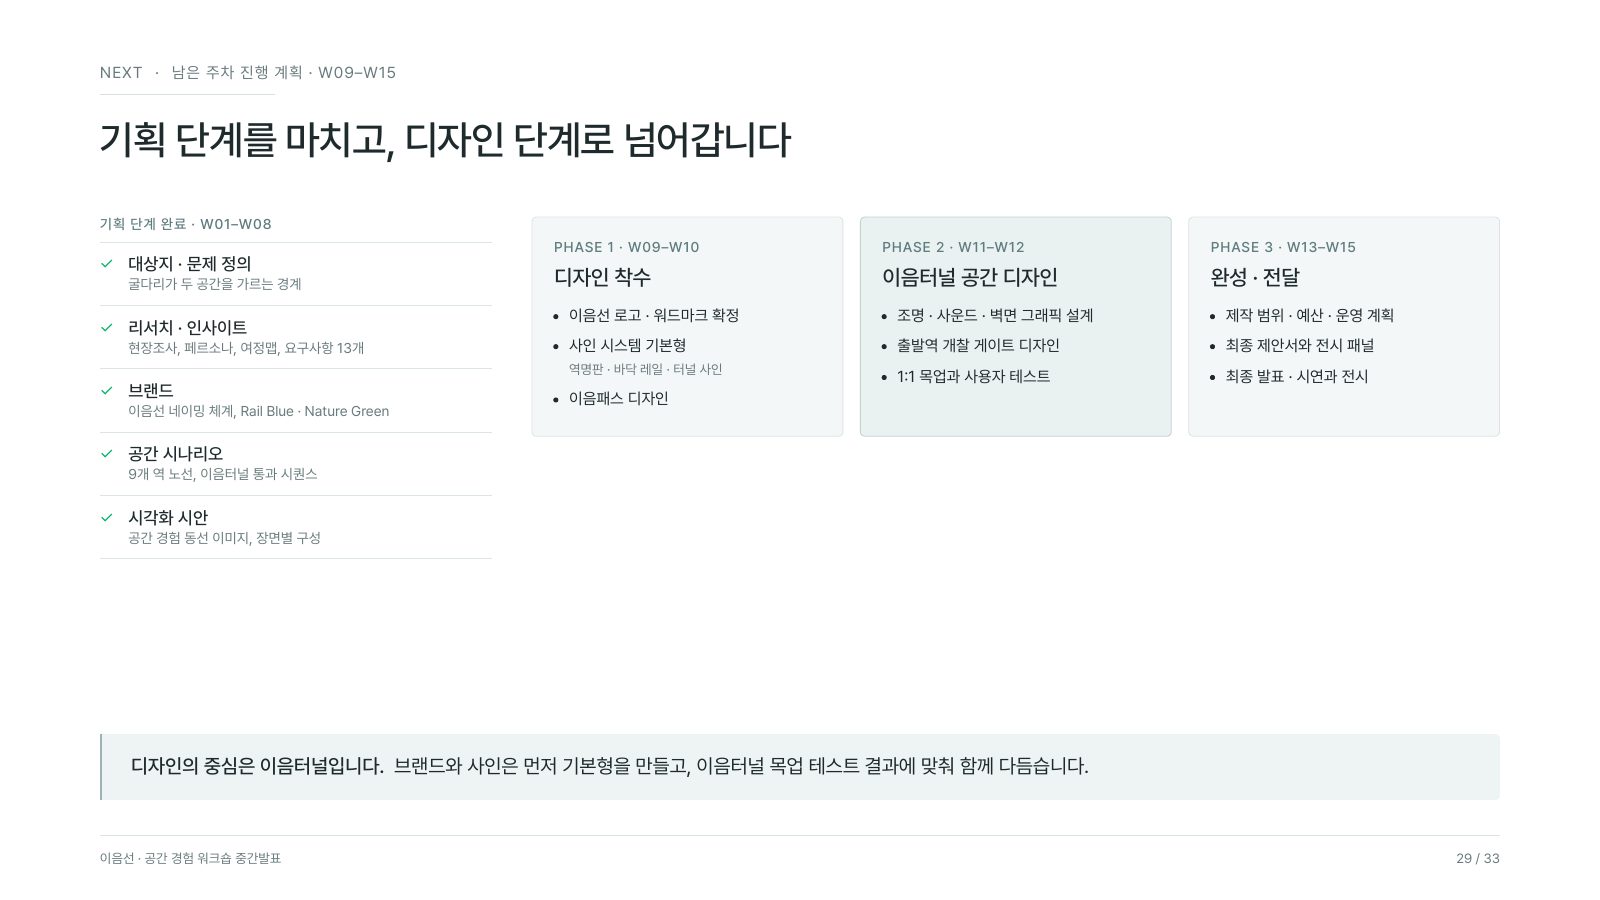 NEXT · 남은 주차 진행 계획 · W09–W15
기획 단계를 마치고, 디자인 단계로 넘어갑니다
기획 단계 완료 · W01–W08
대상지 · 문제 정의
굴다리가 두 공간을 가르는 경계
리서치 · 인사이트
현장조사, 페르소나, 여정맵, 요구사항 13개
브랜드
이음선 네이밍 체계, Rail Blue · Nature Green
공간 시나리오
9개 역 노선, 이음터널 통과 시퀀스
시각화 시안
공간 경험 동선 이미지, 장면별 구성
PHASE 1 · W09–W10
디자인 착수
이음선 로고 · 워드마크 확정
사인 시스템 기본형
역명판 · 바닥 레일 · 터널 사인
이음패스 디자인
PHASE 2 · W11–W12
이음터널 공간 디자인
조명 · 사운드 · 벽면 그래픽 설계
출발역 개찰 게이트 디자인
1:1 목업과 사용자 테스트
PHASE 3 · W13–W15
완성 · 전달
제작 범위 · 예산 · 운영 계획
최종 제안서와 전시 패널
최종 발표 · 시연과 전시
디자인의 중심은 이음터널입니다. 브랜드와 사인은 먼저 기본형을 만들고, 이음터널 목업 테스트 결과에 맞춰 함께 다듬습니다.
이음선 · 공간 경험 워크숍 중간발표
29 / 33